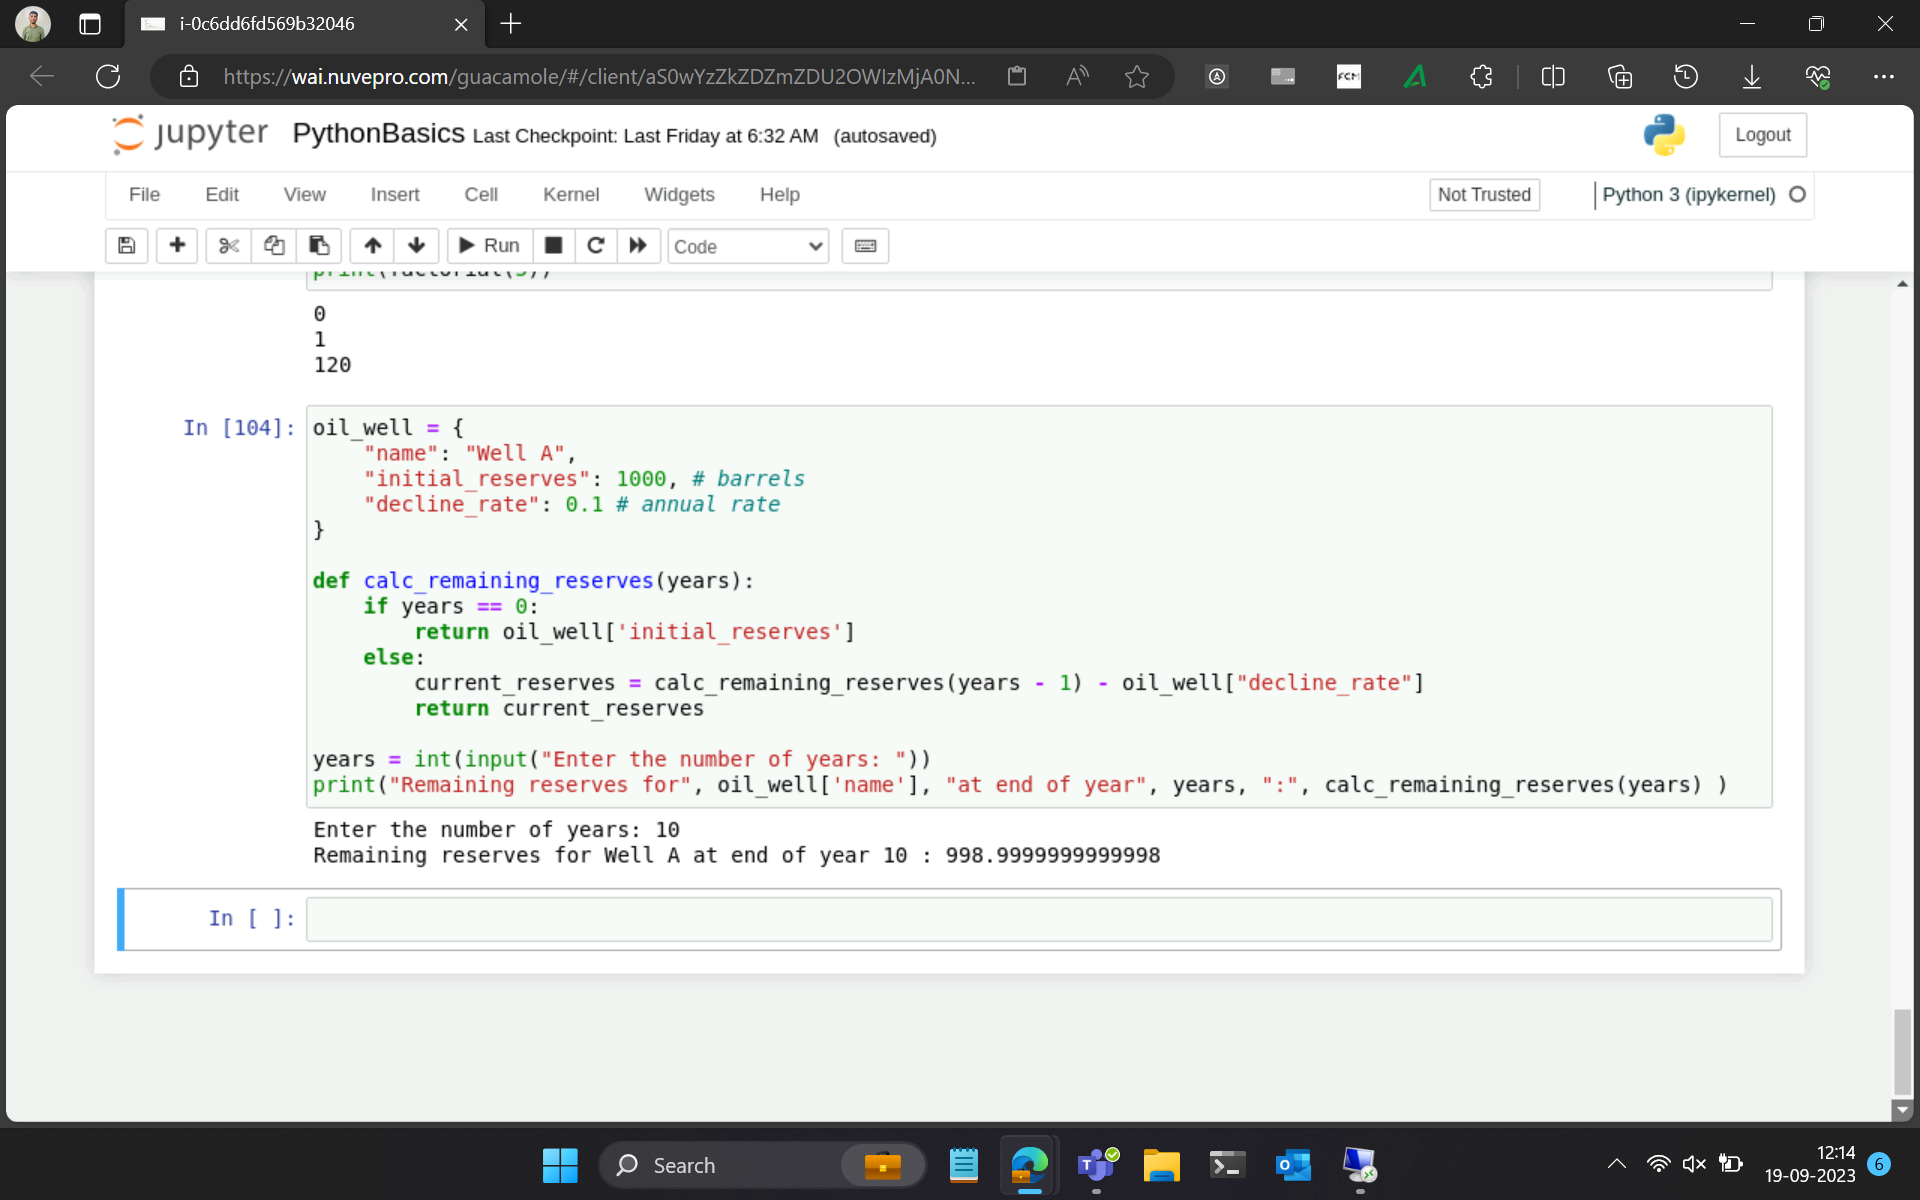 i-0c6dd6fd569b32046
https://wai.nuvepro.com/guacamole/#/client/aS0wYzZkZDZmZDU2OWIzMjA0N...
FCM
jupyter PythonBasics Last Checkpoint: Last Friday at 6:32 AM (autosaved)
Logout
File Edit View Insert Cell Kernel Widgets Help
Not Trusted
Python 3 (ipykernel)
Run
Code
print(factorial(5))
0
1
120
In [104]:
oil_well = {
    "name": "Well A",
    "initial_reserves": 1000, # barrels
    "decline_rate": 0.1 # annual rate
}
def calc_remaining_reserves(years):
    if years == 0:
        return oil_well['initial_reserves']
    else:
        current_reserves = calc_remaining_reserves(years - 1) - oil_well["decline_rate"]
        return current_reserves
years = int(input("Enter the number of years: "))
print("Remaining reserves for", oil_well['name'], "at end of year", years, ":", calc_remaining_reserves(years) )
Enter the number of years: 10
Remaining reserves for Well A at end of year 10 : 998.9999999999998
In [ ]:
Search
12:14
19-09-2023
6